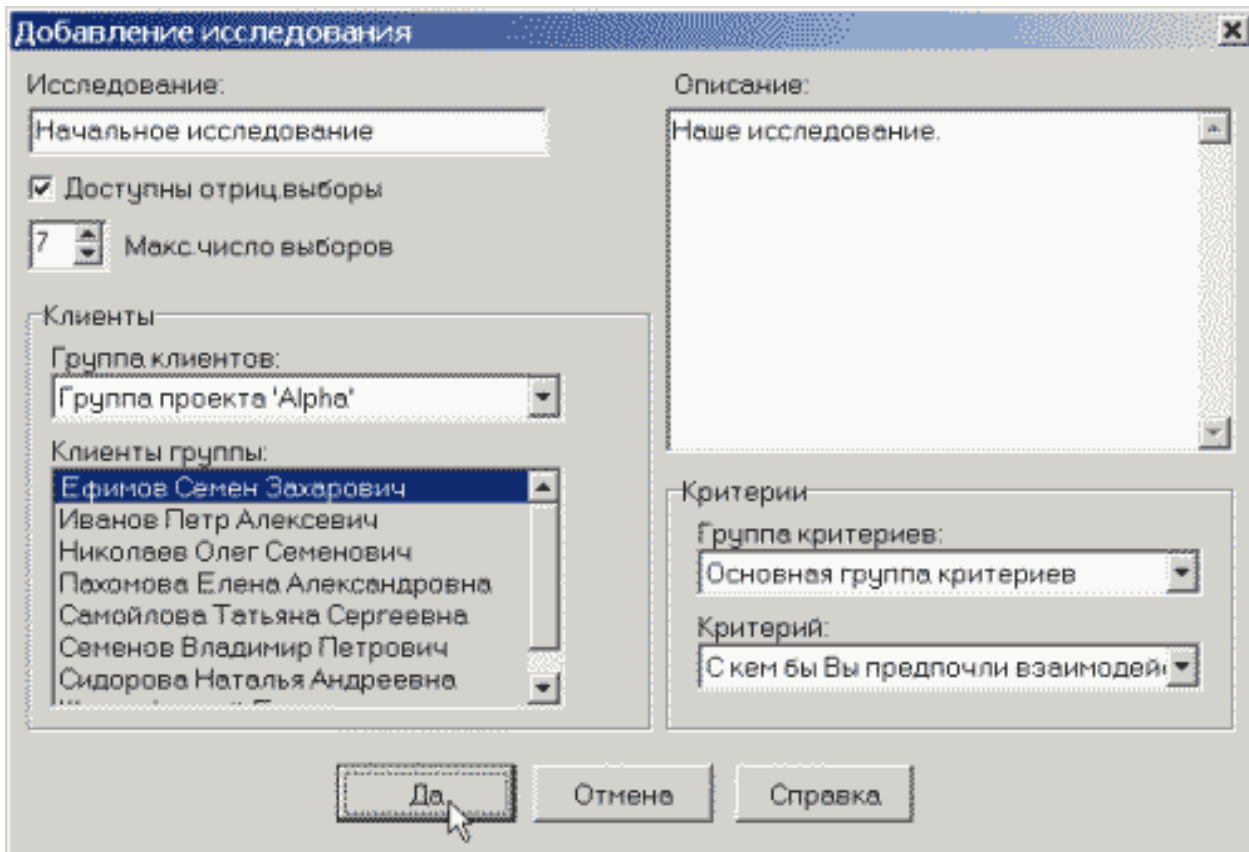 Добавление исследования
Исследование:
Начальное исследование
Доступны отриц.выборы
7 Макс.число выборов
Клиенты
Группа клиентов:
Группа проекта 'Alpha'
Клиенты группы:
Ефимов Семен Захарович
Иванов Петр Алексевич
Николаев Олег Семенович
Пахомова Елена Александровна
Самойлова Татьяна Сергеевна
Семенов Владимир Петрович
Сидорова Наталья Андреевна
Описание:
Наше исследование.
Критерии
Группа критериев:
Основная группа критериев
Критерий:
С кем бы Вы предпочли взаимодей
Да Отмена Справка